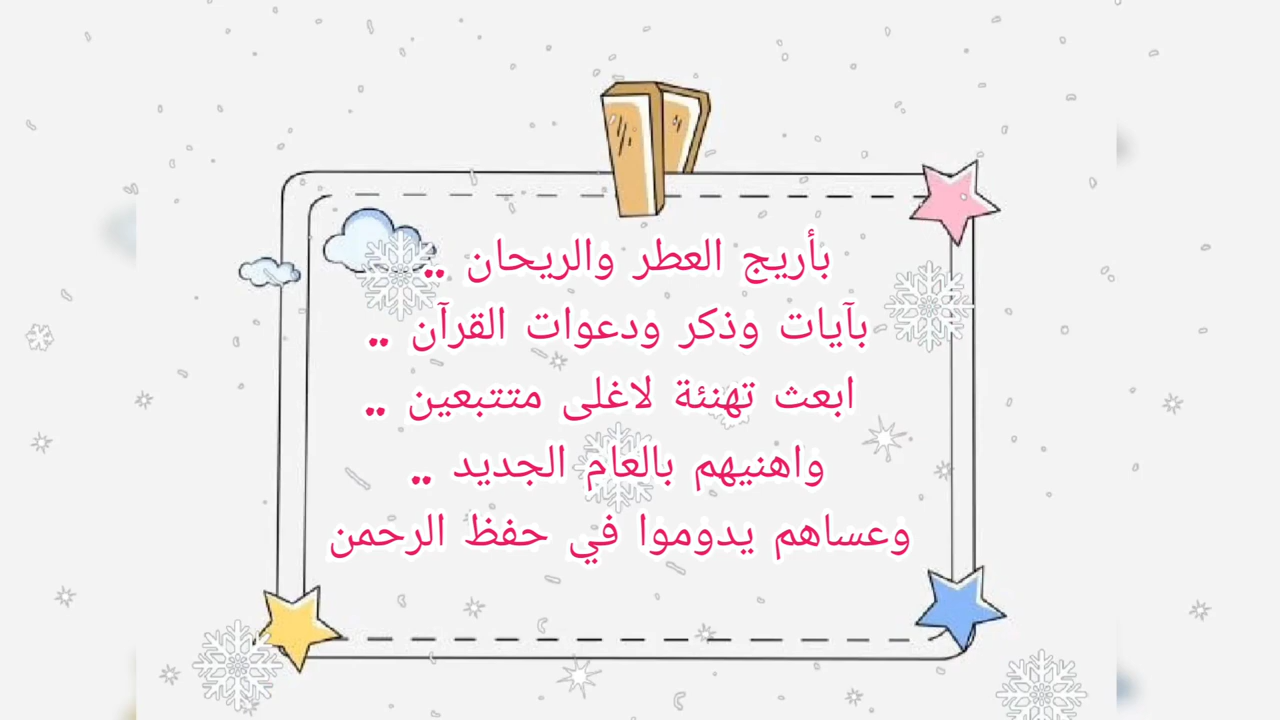 بأريج العطر والريحان ..
بآيات وذكر ودعوات القرآن ..
ابعث تهنئة لاغلى متتبعين ..
واهنيهم بالعام الجديد ..
وعساهم يدوموا في حفظ الرحمن